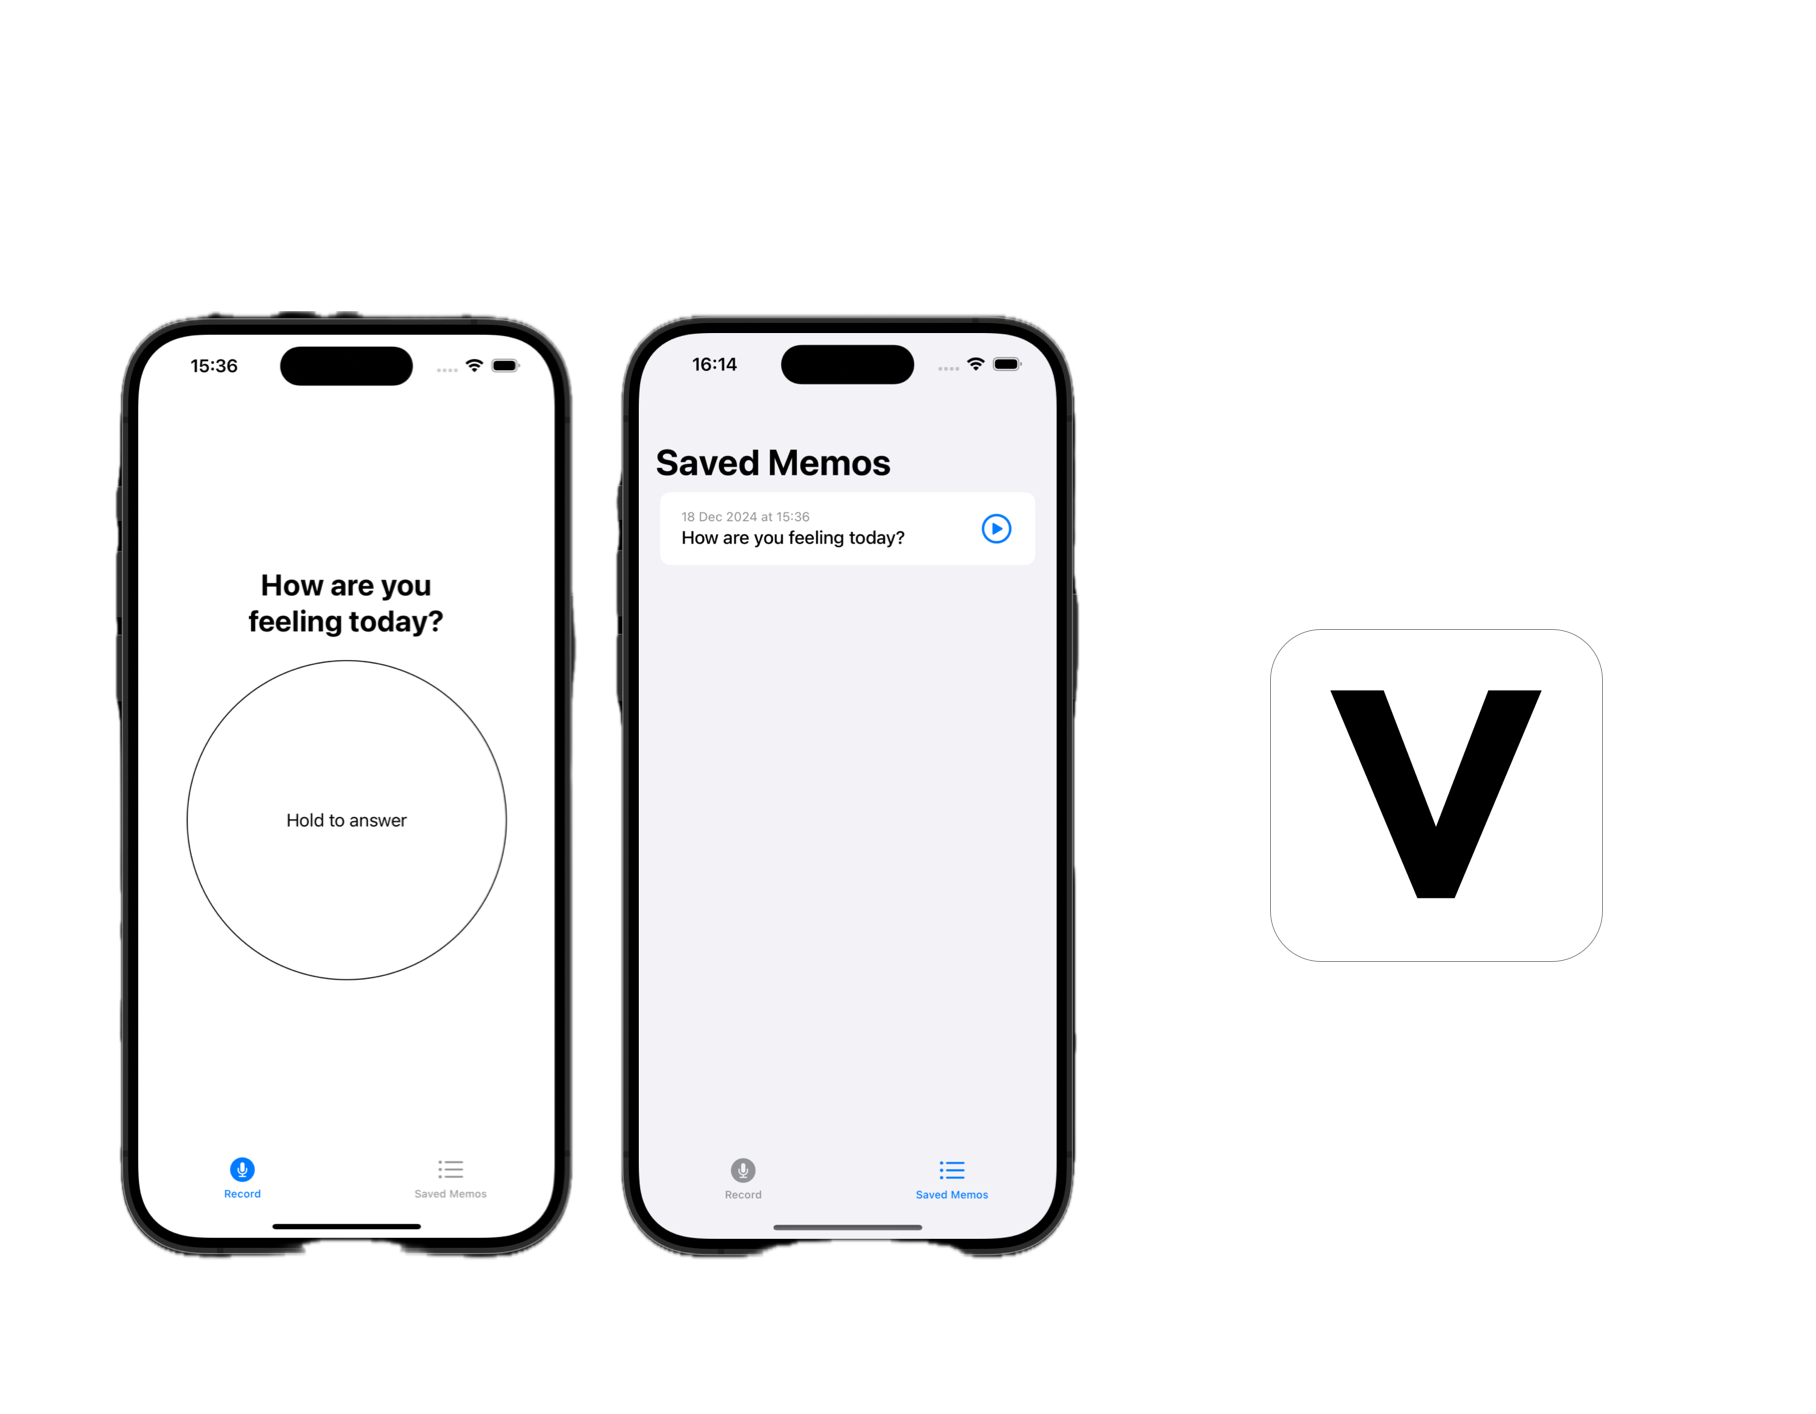 15:36
How are you
feeling today?
Hold to answer
Record
Saved Memos
16:14
Saved Memos
18 Dec 2024 at 15:36
How are you feeling today?
Record
Saved Memos
V